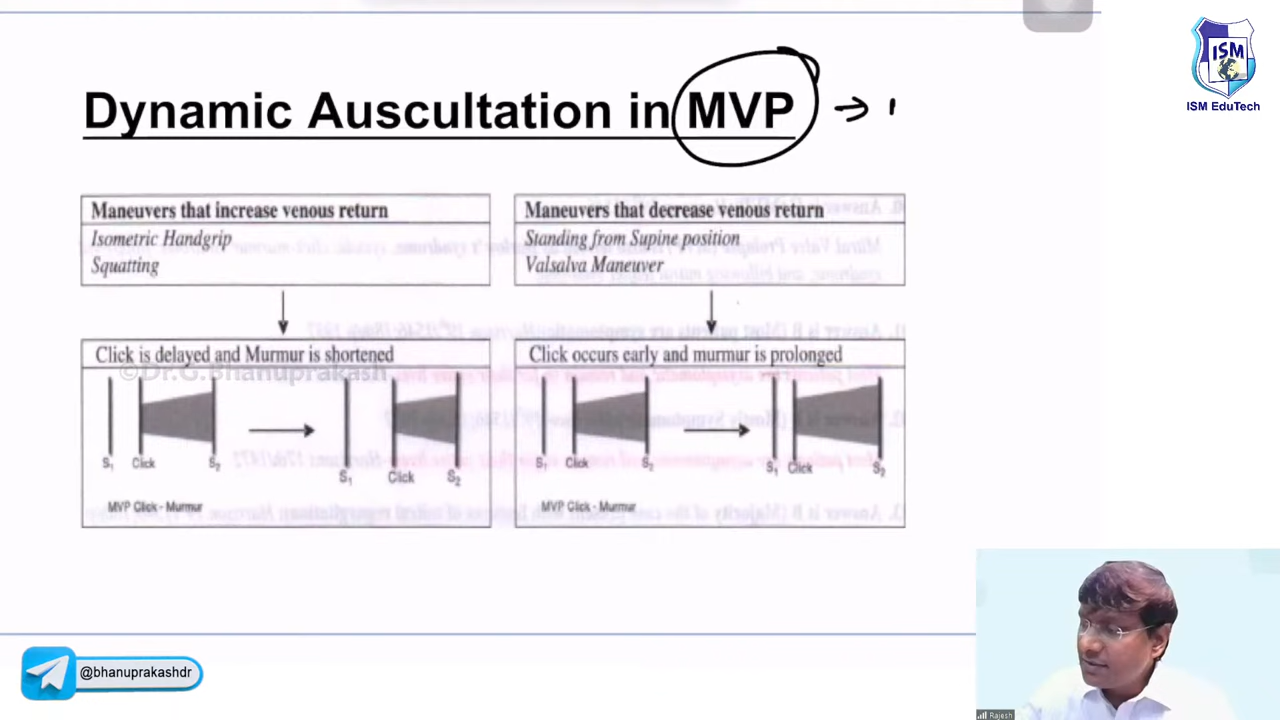 ISM
ISM EduTech
Dynamic Auscultation in MVP →
Maneuvers that increase venous return
Isometric Handgrip
Squatting
Maneuvers that decrease venous return
Standing from Supine position
Valsalva Maneuver
Click is delayed and Murmur is shortened
©Dr.G.Bhanuprakash
S₁ Click S₂
S₁ Click S₂
MVP Click - Murmur
Click occurs early and murmur is prolonged
S₁ Click S₂
S₁ Click S₂
MVP Click - Murmur
@bhanuprakashdr
Rajesh